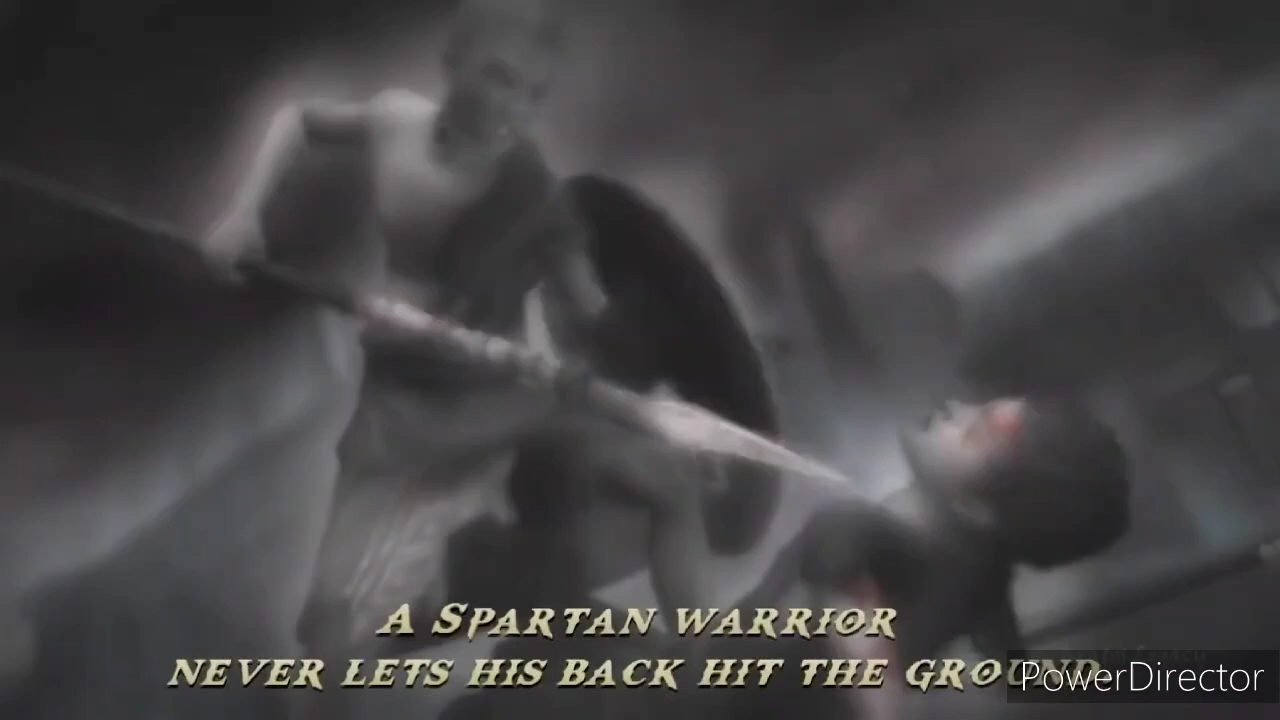 A SPARTAN WARRIOR
NEVER LETS HIS BACK HIT THE GROUND
PowerDirector